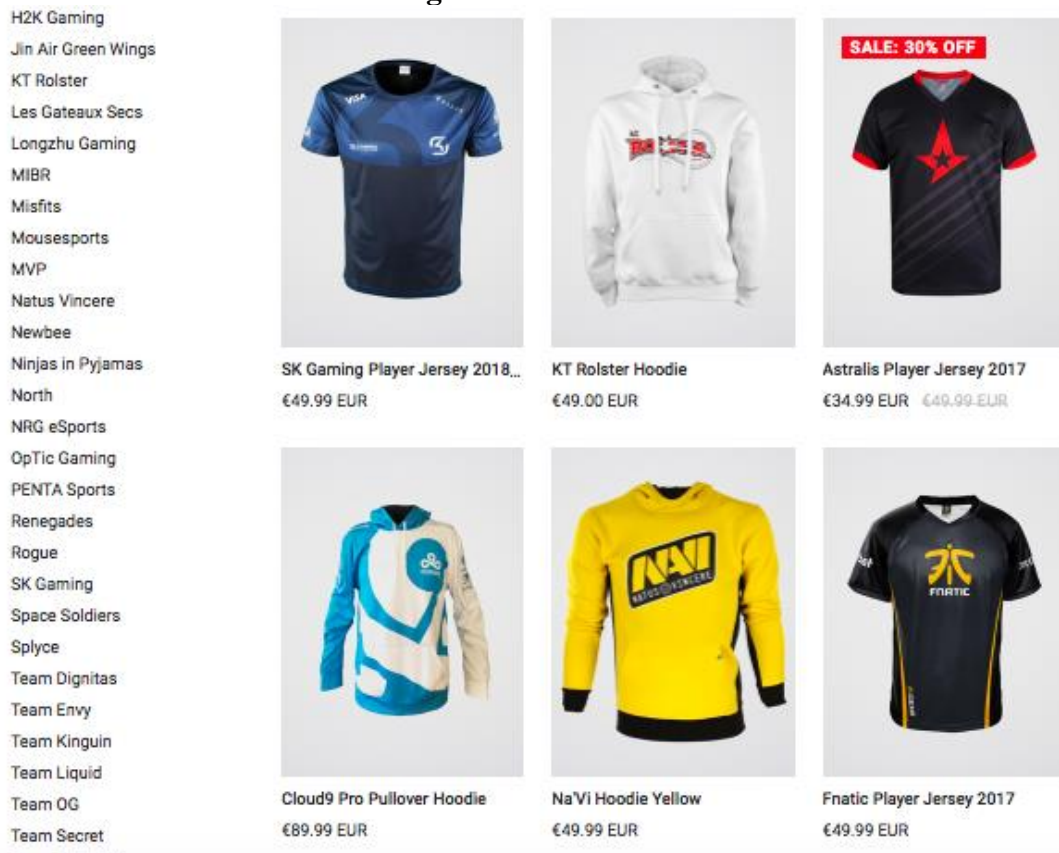 H2K Gaming
Jin Air Green Wings
KT Rolster
Les Gateaux Secs
Longzhu Gaming
MIBR
Misfits
Mousesports
MVP
Natus Vincere
Newbee
Ninjas in Pyjamas
North
NRG eSports
OpTic Gaming
PENTA Sports
Renegades
Rogue
SK Gaming
Space Soldiers
Splyce
Team Dignitas
Team Envy
Team Kinguin
Team Liquid
Team OG
Team Secret
VISA
SALE: 30% OFF
SK Gaming Player Jersey 2018...
€49.99 EUR
KT Rolster Hoodie
€49.00 EUR
Astralis Player Jersey 2017
€34.99 EUR €49.99 EUR
NAVI
NATUS VINCERE
FNATIC
Cloud9 Pro Pullover Hoodie
€89.99 EUR
Na'Vi Hoodie Yellow
€49.99 EUR
Fnatic Player Jersey 2017
€49.99 EUR